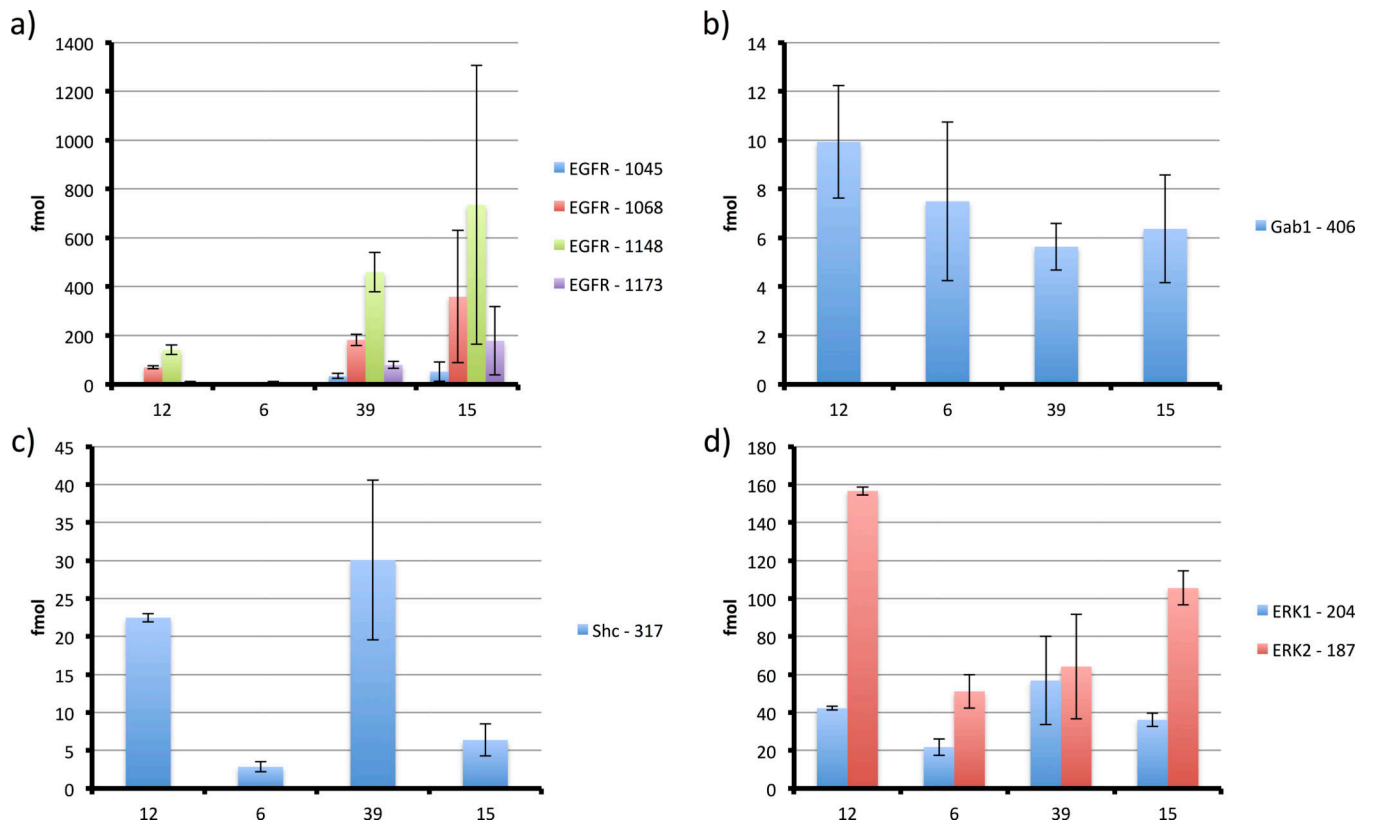 a)
1400
1200
1000
800
600
400
200
0
fmol
12 6 39 15
EGFR - 1045
EGFR - 1068
EGFR - 1148
EGFR - 1173
b)
14
12
10
8
6
4
2
0
fmol
12 6 39 15
Gab1 - 406
c)
45
40
35
30
25
20
15
10
5
0
fmol
12 6 39 15
Shc - 317
d)
180
160
140
120
100
80
60
40
20
0
fmol
12 6 39 15
ERK1 - 204
ERK2 - 187